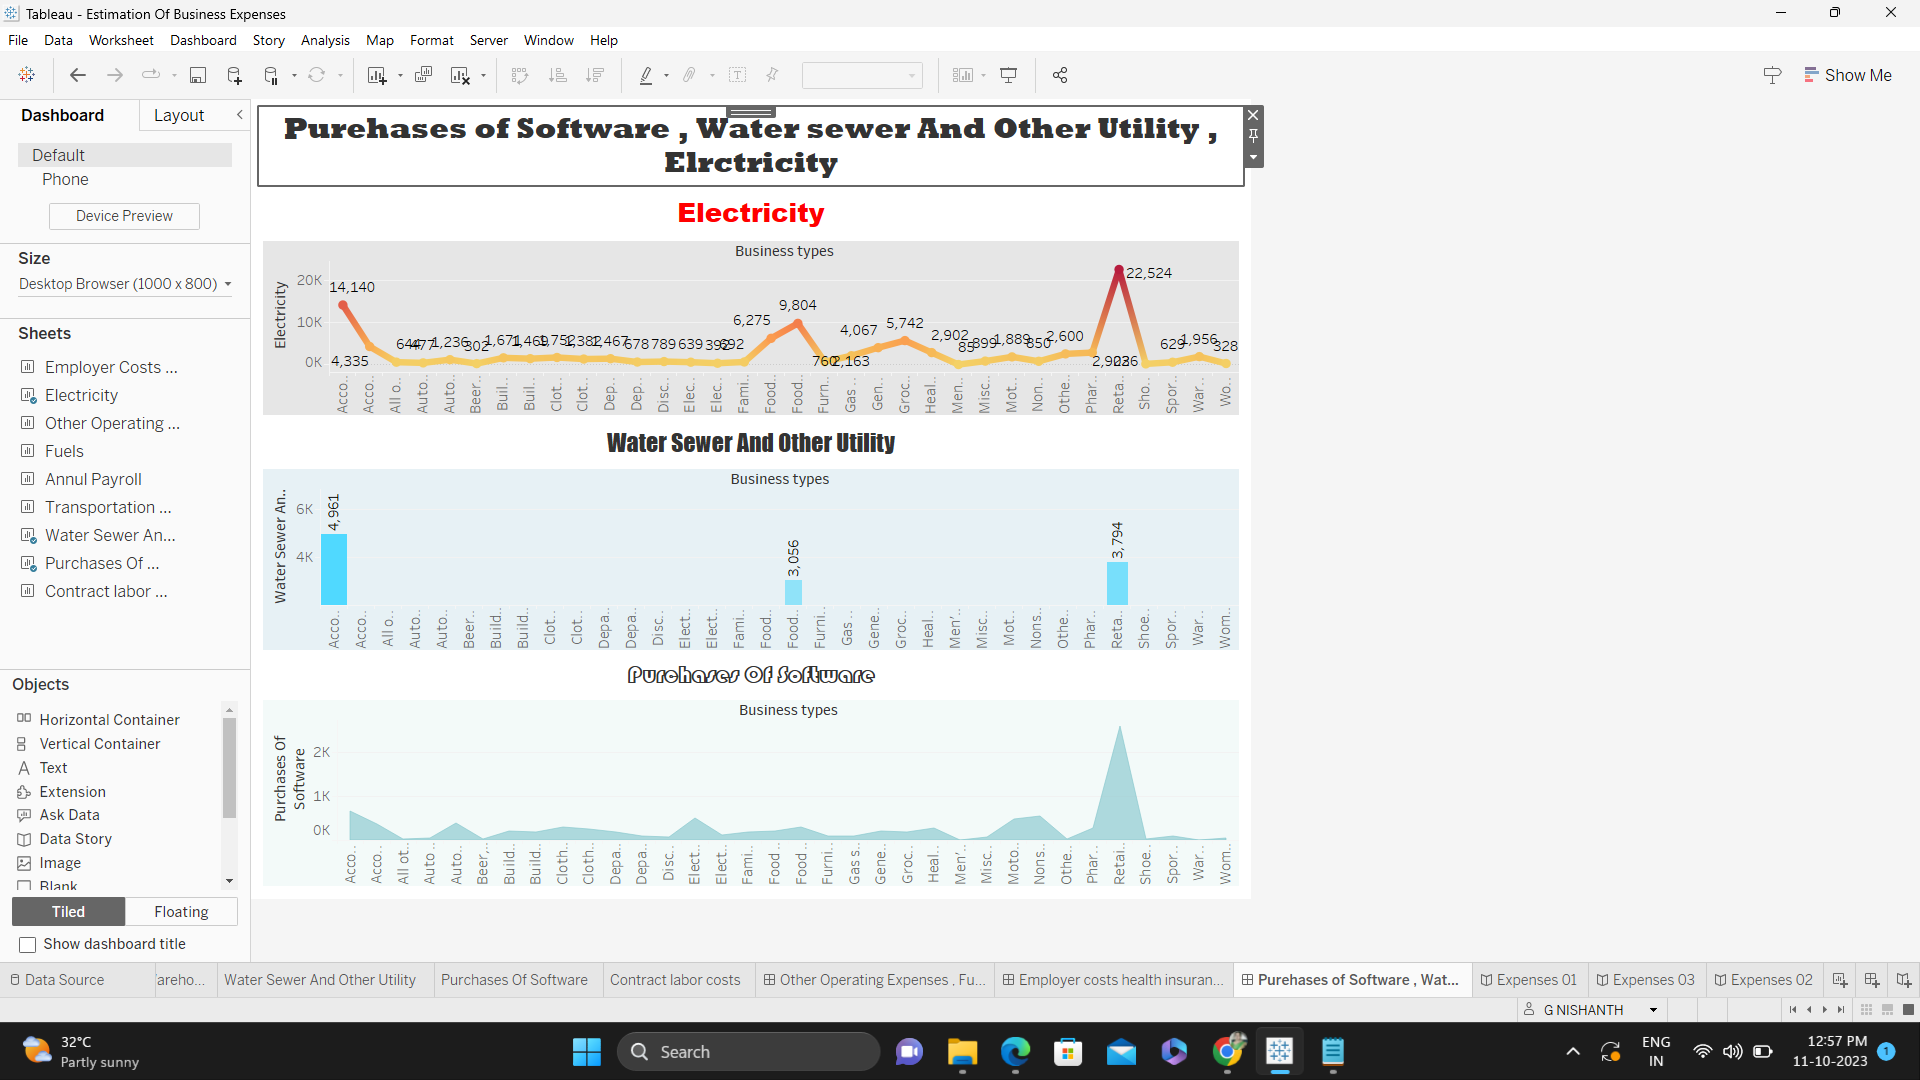 Tableau - Estimation Of Business Expenses
File Data Worksheet Dashboard Story Analysis Map Format Server Window Help
Show Me
Dashboard Layout
Default
Phone
Device Preview
Size
Desktop Browser (1000 x 800)
Sheets
Employer Costs ...
Electricity
Other Operating ...
Fuels
Annul Payroll
Transportation ...
Water Sewer An...
Purchases Of ...
Contract labor ...
Objects
Horizontal Container
Vertical Container
Text
Extension
Ask Data
Data Story
Image
Blank
Tiled Floating
Show dashboard title
Purehases of Software , Water sewer And Other Utility ,
Elrctricity
Electricity
Business types
Electricity
20K
10K
0K
14,140 4,335 644 477 1,236 302 1,671 1,469 1,752 1,382 1,467 678 789 639 392 692 6,275 9,804 760 2,163 4,067 5,742 2,902 85 899 1,889 850 2,600 2,903 22,524 629 1,956 328
Acco.. Acco.. All o.. Auto.. Auto.. Beer.. Buil.. Buil.. Clot.. Clot.. Dep.. Dep.. Disc.. Elec.. Elec.. Fami.. Food.. Food.. Furn.. Gas .. Gen.. Groc.. Heal.. Men.. Misc.. Mot.. Non.. Othe.. Phar.. Reta.. Sho.. Spor.. War.. Wo..
Water Sewer And Other Utility
Business types
Water Sewer An..
6K
4K
4,961 3,056 3,794
Acco.. Acco.. All o.. Auto.. Auto.. Beer.. Build.. Build.. Clot.. Clot.. Depa.. Depa.. Disc.. Elect.. Elect.. Fami.. Food.. Food.. Furni.. Gas .. Gene.. Groc.. Heal.. Men'.. Misc.. Mot.. Nons.. Othe.. Phar.. Reta.. Shoe.. Spor.. War.. Wom..
Purchases Of Software
Business types
Purchases Of
Software
2K
1K
0K
Acco.. Acco.. All ot.. Auto .. Auto.. Beer,.. Build.. Build.. Cloth.. Cloth.. Depa.. Depa.. Disc.. Elect.. Elect.. Fami.. Food .. Food .. Furni.. Gas s.. Gene.. Groc.. Heal.. Men'.. Misc.. Moto.. Nons.. Othe.. Phar.. Retai.. Shoe.. Spor.. War.. Wom..
Data Source areho... Water Sewer And Other Utility Purchases Of Software Contract labor costs Other Operating Expenses , Fu... Employer costs health insuran... Purehases of Software , Wat... Expenses 01 Expenses 03 Expenses 02
G NISHANTH
32°C
Partly sunny
Search
ENG
IN
12:57 PM
11-10-2023
1